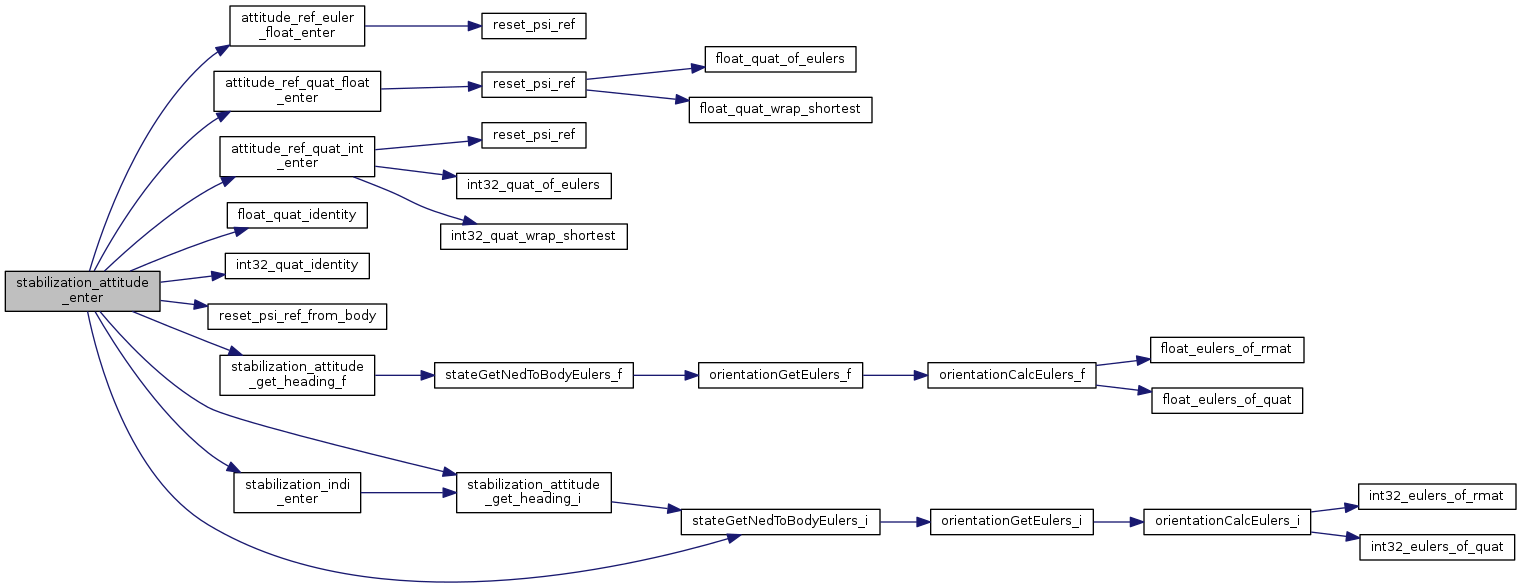 attitude_ref_euler
_float_enter
reset_psi_ref
float_quat_of_eulers
attitude_ref_quat_float
_enter
reset_psi_ref
float_quat_wrap_shortest
reset_psi_ref
attitude_ref_quat_int
_enter
int32_quat_of_eulers
float_quat_identity
int32_quat_wrap_shortest
int32_quat_identity
stabilization_attitude
_enter
reset_psi_ref_from_body
float_eulers_of_rmat
stabilization_attitude
_get_heading_f
stateGetNedToBodyEulers_f
orientationGetEulers_f
orientationCalcEulers_f
float_eulers_of_quat
stabilization_indi
_enter
stabilization_attitude
_get_heading_i
int32_eulers_of_rmat
stateGetNedToBodyEulers_i
orientationGetEulers_i
orientationCalcEulers_i
int32_eulers_of_quat